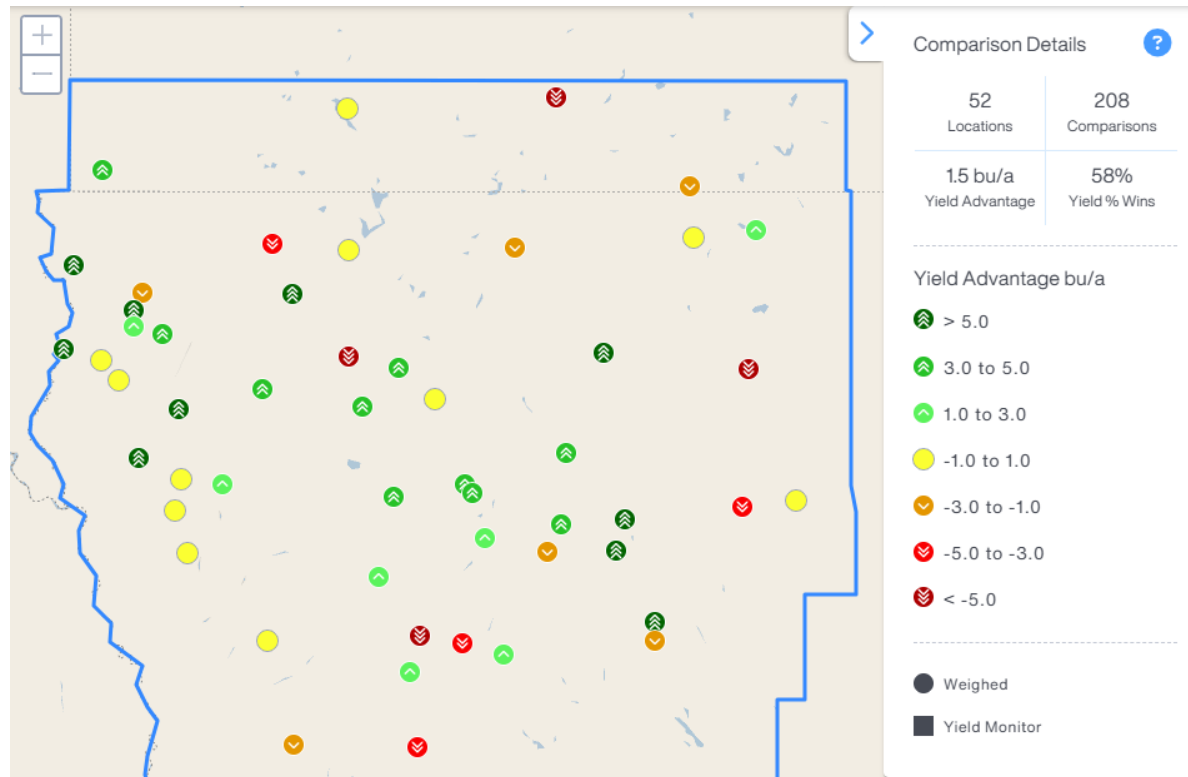 +
−
Comparison Details
?
52
Locations
208
Comparisons
1.5 bu/a
Yield Advantage
58%
Yield % Wins
Yield Advantage bu/a
> 5.0
3.0 to 5.0
1.0 to 3.0
-1.0 to 1.0
-3.0 to -1.0
-5.0 to -3.0
< -5.0
Weighed
Yield Monitor